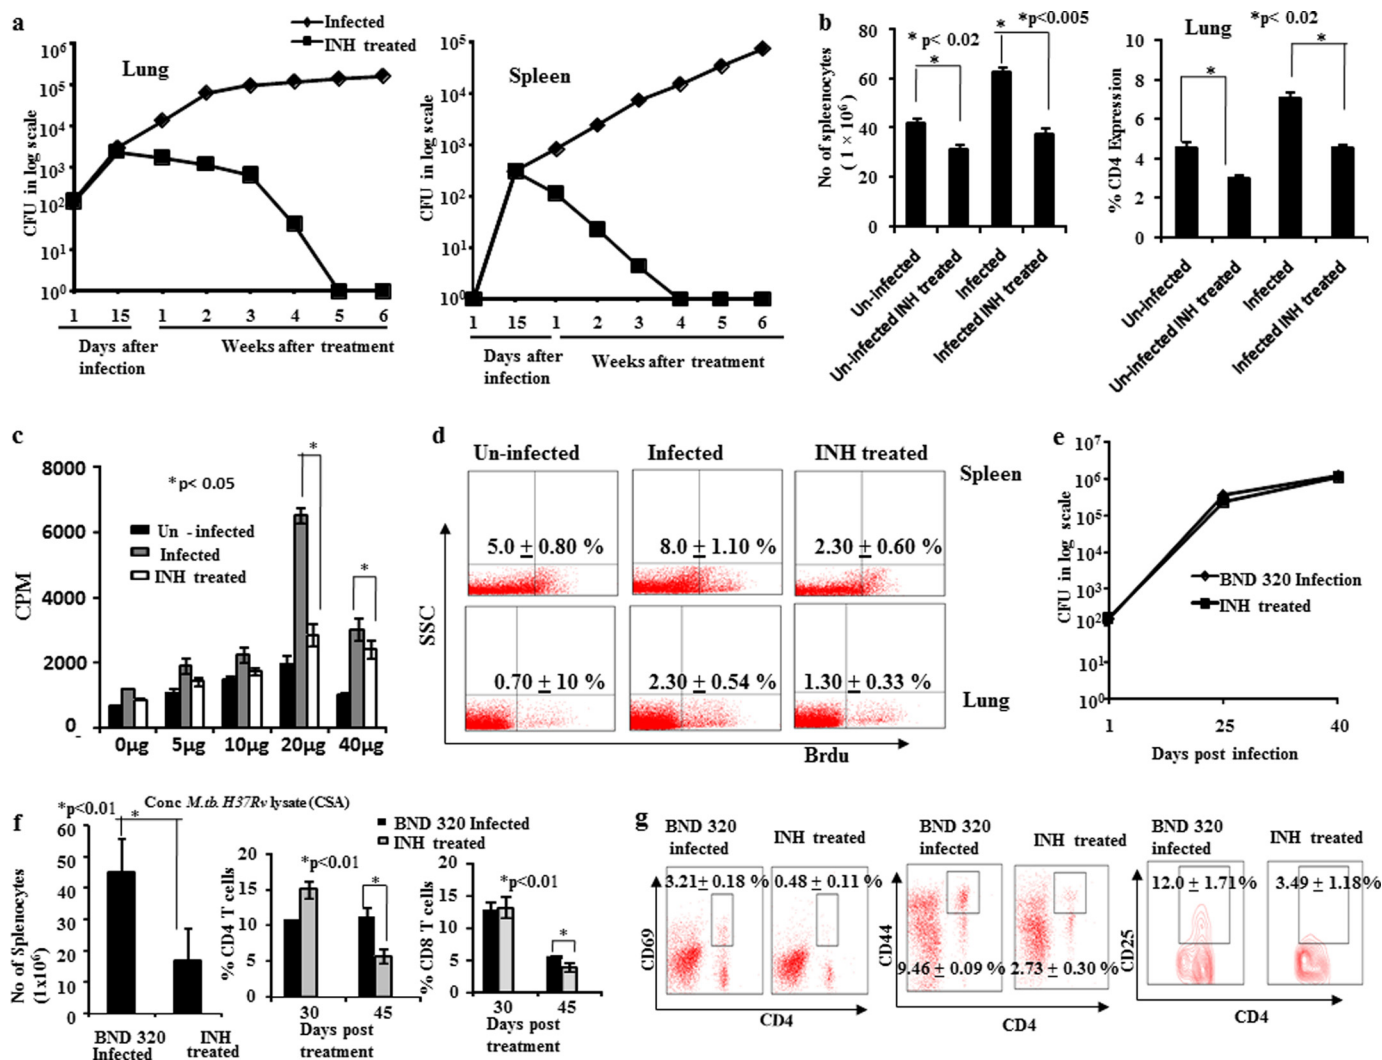 a
Infected
INH treated
CFU in log scale
10⁶
10⁵
10⁴
10³
10²
10¹
10⁰
Lung
1 15 1 2 3 4 5 6
Days after
infection
Weeks after treatment
CFU in log scale
10⁵
10⁴
10³
10²
10¹
10⁰
Spleen
1 15 1 2 3 4 5 6
Days after
infection
Weeks after treatment
b
No of spleenocytes
( 1 × 10⁶)
80
60
40
20
0
* p< 0.02
*
* *p<0.005
*
Un-infected
Un-infected INH treated
Infected
Infected INH treated
Lung *p< 0.02
% CD4 Expression
10
8
6
4
2
0
*
*
Un-infected
Un-infected INH treated
Infected
Infected INH treated
c
CPM
8000
6000
4000
2000
0
-
*p< 0.05
Un - infected
Infected
INH treated
*
*
0µg 5µg 10µg 20µg 40µg
Conc M.tb. H37Rv lysate (CSA)
d
Un-infected Infected INH treated
Spleen
5.0 ± 0.80 % 8.0 ± 1.10 % 2.30 ± 0.60 %
SSC
0.70 ± 10 % 2.30 ± 0.54 % 1.30 ± 0.33 %
Lung
Brdu
e
CFU in log scale
10⁷
10⁶
10⁵
10⁴
10³
10²
10¹
10⁰
BND 320 Infection
INH treated
1 25 40
Days post infection
f
*p<0.01
*
No of Splenocytes
(1x10⁶)
60
50
40
30
20
10
0
BND 320
Infected
INH
treated
BND 320 Infected
INH treated
% CD4 T cells
20
15
10
5
0
*p<0.01
*
30 45
Days post
treatment
% CD8 T cells
20
15
10
5
0
*p<0.01
*
30 45
Days post
treatment
g
BND 320
infected
INH treated
3.21 ± 0.18 % 0.48 ± 0.11 %
CD69
CD4
BND 320
infected
INH treated
CD44
9.46 ± 0.09 % 2.73 ± 0.30 %
CD4
BND 320
infected
INH treated
12.0 ± 1.71% 3.49 ± 1.18%
CD25
CD4